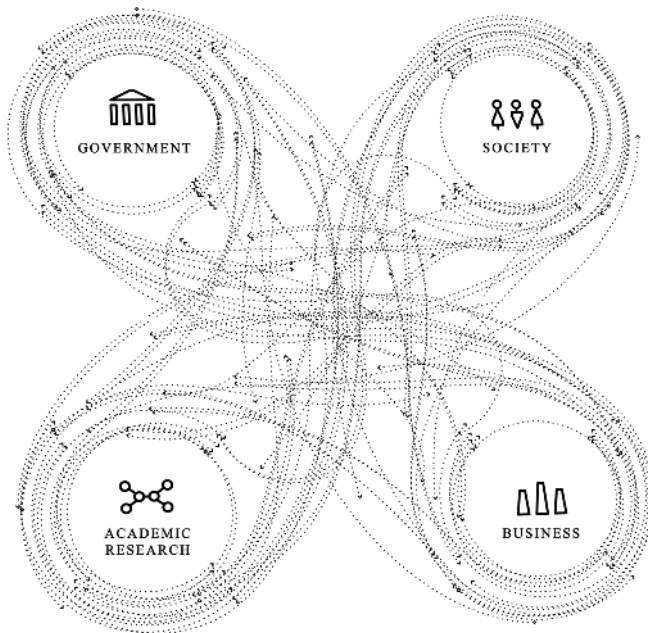 GOVERNMENT
SOCIETY
ACADEMIC
RESEARCH
BUSINESS